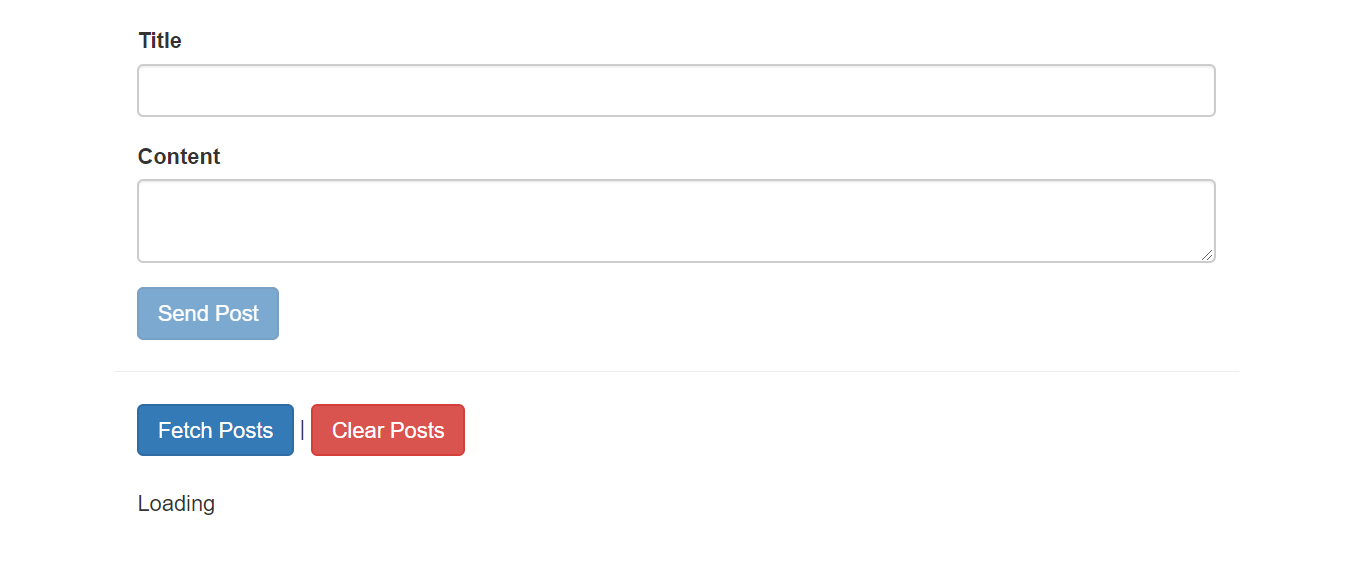 Title
Content
Send Post
Fetch Posts | Clear Posts
Loading